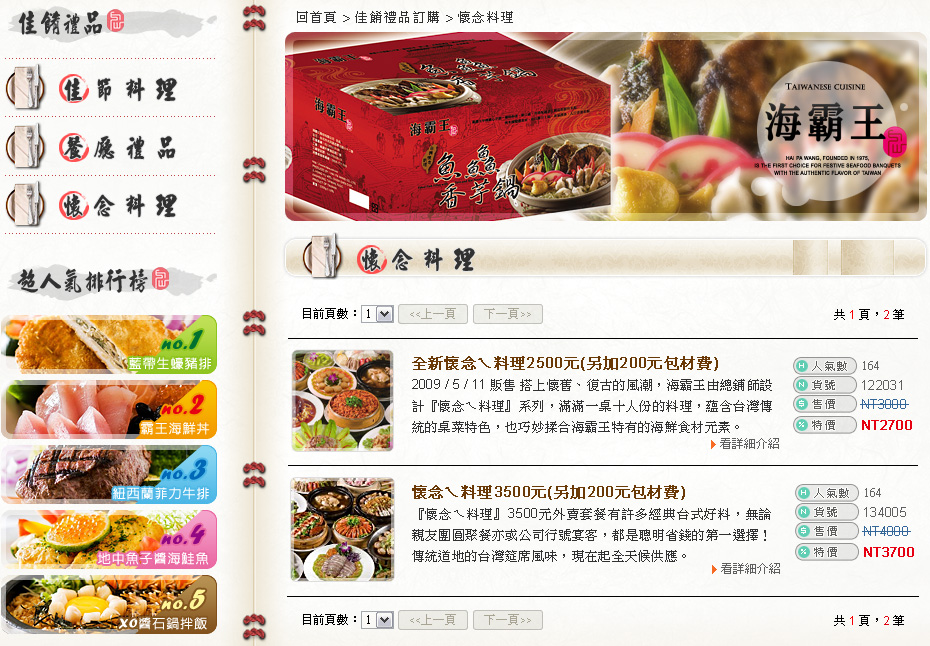 佳餚禮品
佳節料理
餐廳禮品
懷念料理
超人氣排行榜
no.1
藍帶生蠔豬排
no.2
霸王海鮮丼
no.3
紐西蘭菲力牛排
no.4
地中魚子醬海鮭魚
no.5
XO醬石鍋拌飯
回首頁 > 佳餚禮品訂購 > 懷念料理
海霸王
魚鱻鱻香芋鍋
TAIWANESE CUISINE
海霸王
HAI PA WANG, FOUNDED IN 1975,
IS THE FIRST CHOICE FOR FESTIVE SEAFOOD BANQUETS
WITH THE AUTHENTIC FLAVOR OF TAIWAN
懷念料理
目前頁數：1 <<上一頁 下一頁>> 共 1 頁，2 筆
全新懷念ㄟ料理2500元(另加200元包材費)
2009 / 5 / 11 販售 搭上懷舊、復古的風潮，海霸王由總鋪師設
計『懷念ㄟ料理』系列，滿滿一桌十人份的料理，蘊含台灣傳
統的桌菜特色，也巧妙揉合海霸王特有的海鮮食材元素。
看詳細介紹
H 人氣數 164
N 貨號 122031
$ 售價 NT3000
% 特價 NT2700
懷念ㄟ料理3500元(另加200元包材費)
『懷念ㄟ料理』3500元外賣套餐有許多經典台式好料，無論
親友團圓聚餐亦或公司行號宴客，都是聰明省錢的第一選擇！
傳統道地的台灣筵席風味，現在起全天候供應。
看詳細介紹
H 人氣數 164
N 貨號 134005
$ 售價 NT4000
% 特價 NT3700
目前頁數：1 <<上一頁 下一頁>> 共 1 頁，2 筆